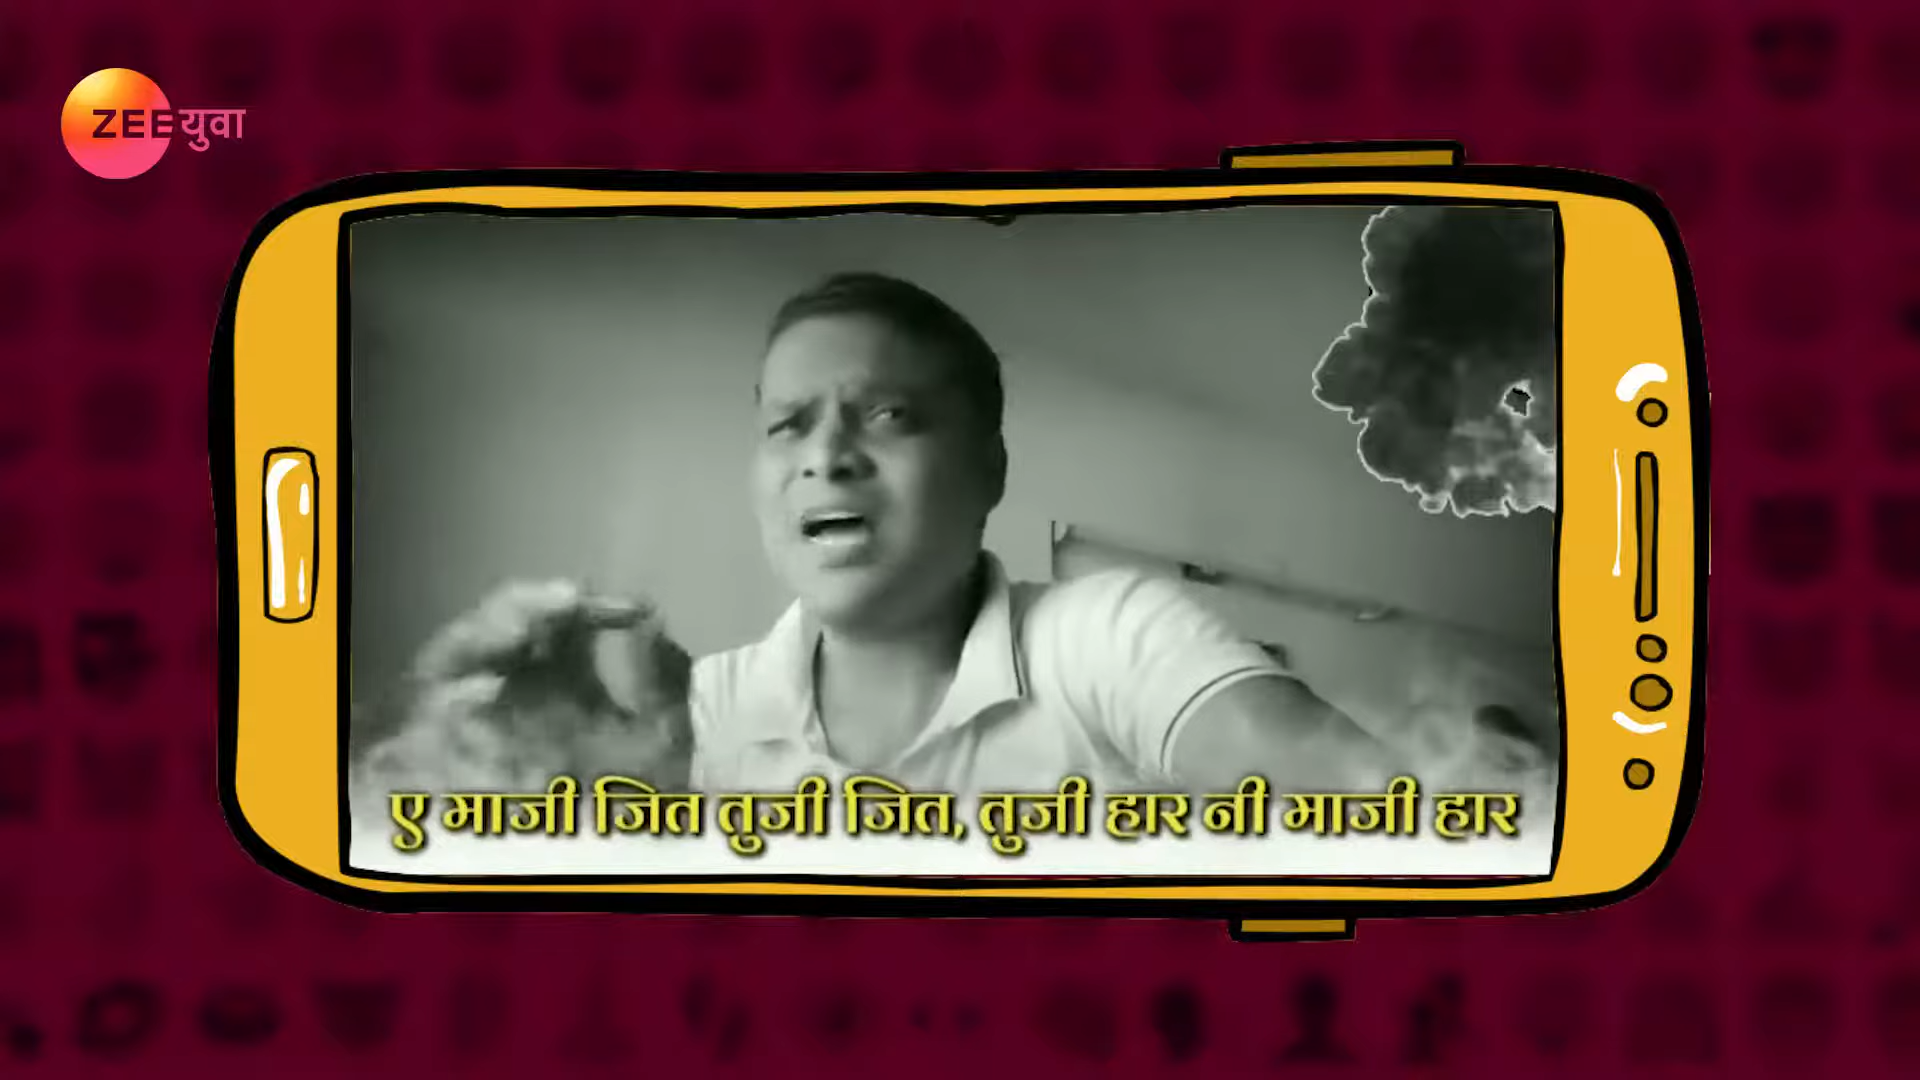 ZEE युवा
ए माजी जित तुजी जित, तुजी हार नी माजी हार